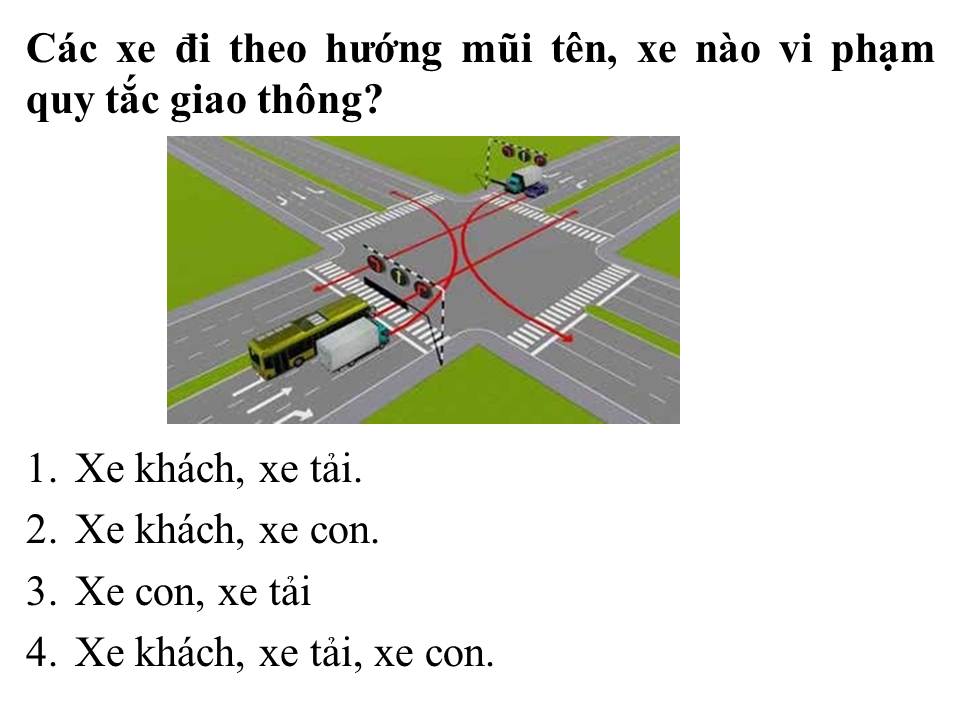 Các xe đi theo hướng mũi tên, xe nào vi phạm
quy tắc giao thông?
1. Xe khách, xe tải.
2. Xe khách, xe con.
3. Xe con, xe tải
4. Xe khách, xe tải, xe con.